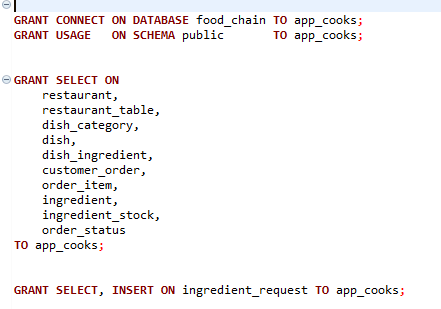 GRANT CONNECT ON DATABASE food_chain TO app_cooks;
GRANT USAGE   ON SCHEMA public       TO app_cooks;
GRANT SELECT ON
    restaurant,
    restaurant_table,
    dish_category,
    dish,
    dish_ingredient,
    customer_order,
    order_item,
    ingredient,
    ingredient_stock,
    order_status
TO app_cooks;
GRANT SELECT, INSERT ON ingredient_request TO app_cooks;